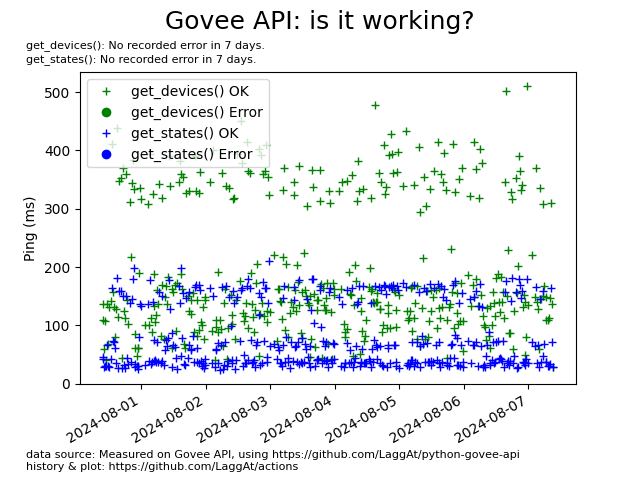 Govee API: is it working?
get_devices(): No recorded error in 7 days.
get_states(): No recorded error in 7 days.
get_devices() OK
get_devices() Error
get_states() OK
get_states() Error
Ping (ms)
500
400
300
200
100
0
2024-08-01
2024-08-02
2024-08-03
2024-08-04
2024-08-05
2024-08-06
2024-08-07
data source: Measured on Govee API, using https://github.com/LaggAt/python-govee-api
history & plot: https://github.com/LaggAt/actions